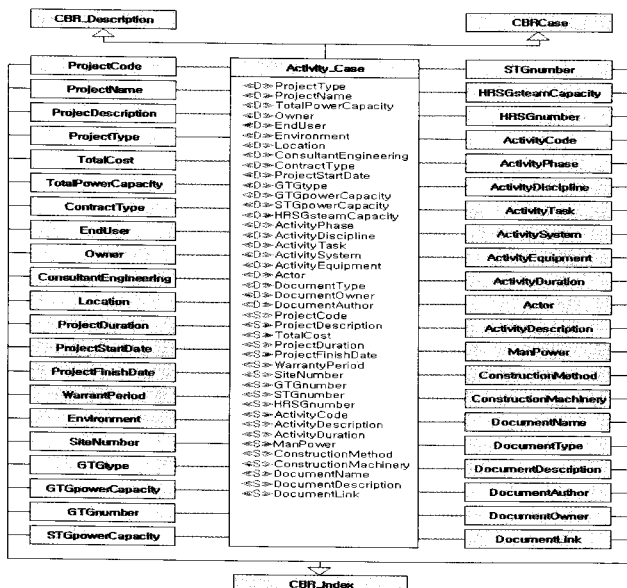 CBR_Description
CBRCase
ProjectCode
ProjectName
ProjecDescription
ProjectType
TotalCost
TotalPowerCapacity
ContractType
EndUser
Owner
ConsultantEngineering
Location
ProjectDuration
ProjectStartDate
ProjectFinishDate
WarrantPeriod
Environment
SiteNumber
GTGtype
GTGpowerCapacity
GTGnumber
STGpowerCapacity
Activity_Case
<<D>>ProjectType
<<D>>ProjectName
<<D>>TotalPowerCapacity
<<D>>Owner
<<D>>EndUser
<<D>>Environment
<<D>>Location
<<D>>ConsultantEngineering
<<D>>ContractType
<<D>>ProjectStartDate
<<D>>GTGtype
<<D>>GTGpowerCapacity
<<D>>STGpowerCapacity
<<D>>HRSGsteamCapacity
<<D>>ActivityPhase
<<D>>ActivityDiscipline
<<D>>ActivityTask
<<D>>ActivitySystem
<<D>>ActivityEquipment
<<D>>Actor
<<D>>DocumentType
<<D>>DocumentOwner
<<D>>DocumentAuthor
<<S>>ProjectCode
<<S>>ProjectDescription
<<S>>TotalCost
<<S>>ProjectDuration
<<S>>ProjectFinishDate
<<S>>WarrantyPeriod
<<S>>SiteNumber
<<S>>GTGnumber
<<S>>STGnumber
<<S>>HRSGnumber
<<S>>ActivityCode
<<S>>ActivityDescription
<<S>>ActivityDuration
<<S>>ManPower
<<S>>ConstructionMethod
<<S>>ConstructionMachinery
<<S>>DocumentName
<<S>>DocumentDescription
<<S>>DocumentLink
STGnumber
HRSGsteamCapacity
HRSGnumber
ActivityCode
ActivityPhase
ActivityDiscipline
ActivityTask
ActivitySystem
ActivityEquipment
ActivityDuration
Actor
ActivityDescription
ManPower
ConstructionMethod
ConstructionMachinery
DocumentName
DocumentType
DocumentDescription
DocumentAuthor
DocumentOwner
DocumentLink
CBR_Index